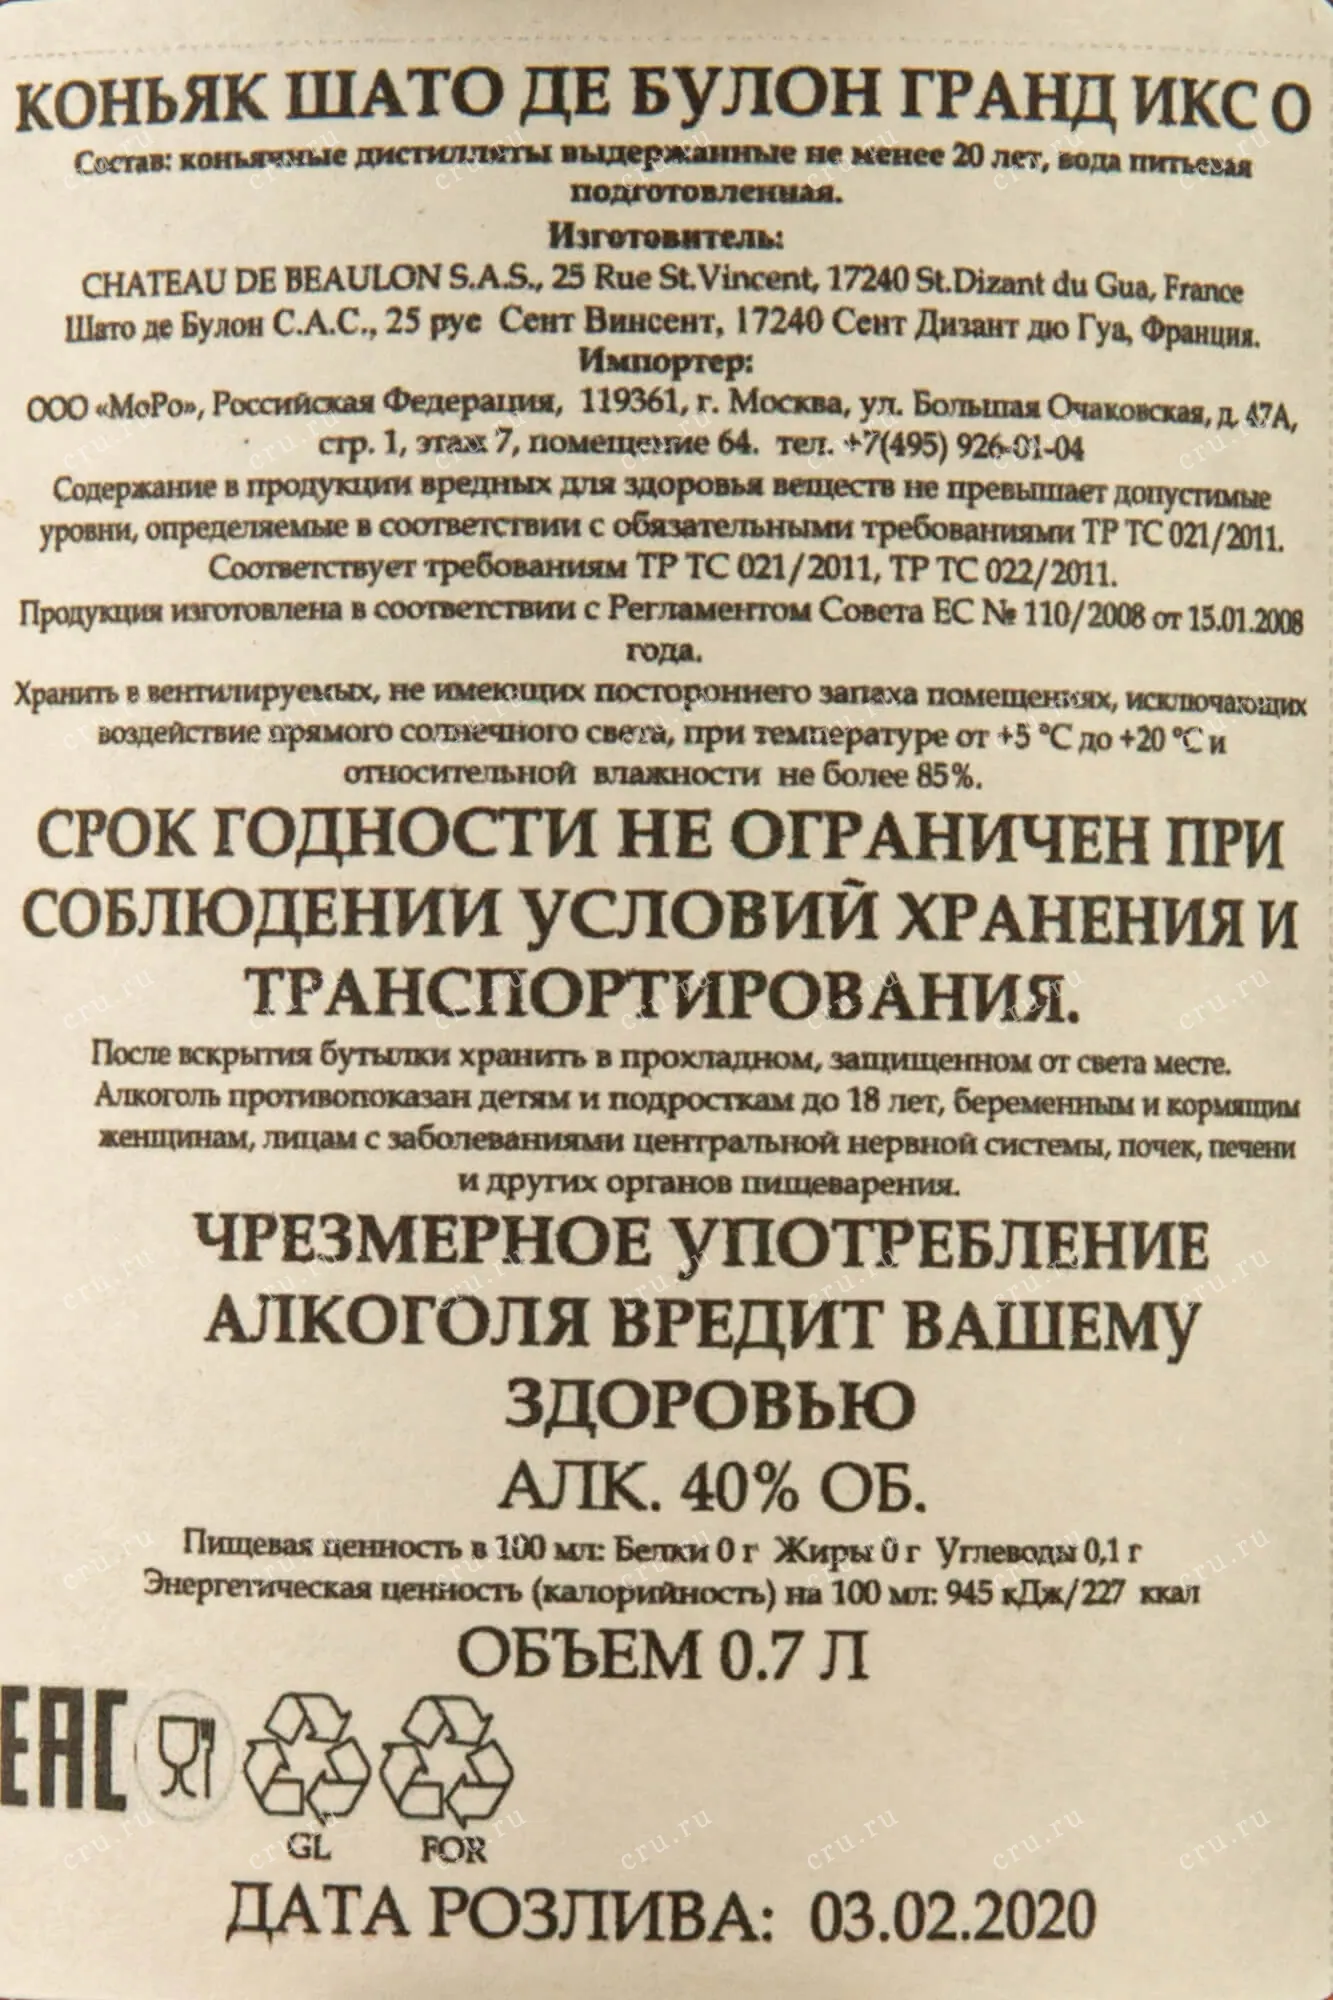 КОНЬЯК ШАТО ДЕ БУЛОН ГРАНД ИКС О
Состав: коньячные дистилляты выдержанные не менее 20 лет, вода питьевая
подготовленная.
Изготовитель:
CHATEAU DE BEAULON S.A.S., 25 Rue St.Vincent, 17240 St.Dizant du Gua, France
Шато де Булон С.А.С., 25 рус Сент Винсент, 17240 Сент Дизант дю Гуа, Франция.
Импортер:
ООО «МоРо», Российская Федерация, 119361, г. Москва, ул. Большая Очаковская, д. 47А,
стр. 1, этаж 7, помещение 64. тел. +7(495) 926-01-04
Содержание в продукции вредных для здоровья веществ не превышает допустимые
уровни, определяемые в соответствии с обязательными требованиями ТР ТС 021/2011.
Соответствует требованиям ТР ТС 021/2011, ТР ТС 022/2011.
Продукция изготовлена в соответствии с Регламентом Совета ЕС № 110/2008 от 15.01.2008
года.
Хранить в вентилируемых, не имеющих постороннего запаха помещениях, исключающих
воздействие прямого солнечного света, при температуре от +5 °С до +20 °С и
относительной влажности не более 85%.
СРОК ГОДНОСТИ НЕ ОГРАНИЧЕН ПРИ
СОБЛЮДЕНИИ УСЛОВИЙ ХРАНЕНИЯ И
ТРАНСПОРТИРОВАНИЯ.
После вскрытия бутылки хранить в прохладном, защищенном от света месте.
Алкоголь противопоказан детям и подросткам до 18 лет, беременным и кормящим
женщинам, лицам с заболеваниями центральной нервной системы, почек, печени
и других органов пищеварения.
ЧРЕЗМЕРНОЕ УПОТРЕБЛЕНИЕ
АЛКОГОЛЯ ВРЕДИТ ВАШЕМУ
ЗДОРОВЬЮ
АЛК. 40% ОБ.
Пищевая ценность в 100 мл: Белки 0 г Жиры 0 г Углеводы 0,1 г
Энергетическая ценность (калорийность) на 100 мл: 945 кДж/227 ккал
ОБЪЕМ 0.7 Л
EAC
GL FOR
ДАТА РОЗЛИВА: 03.02.2020